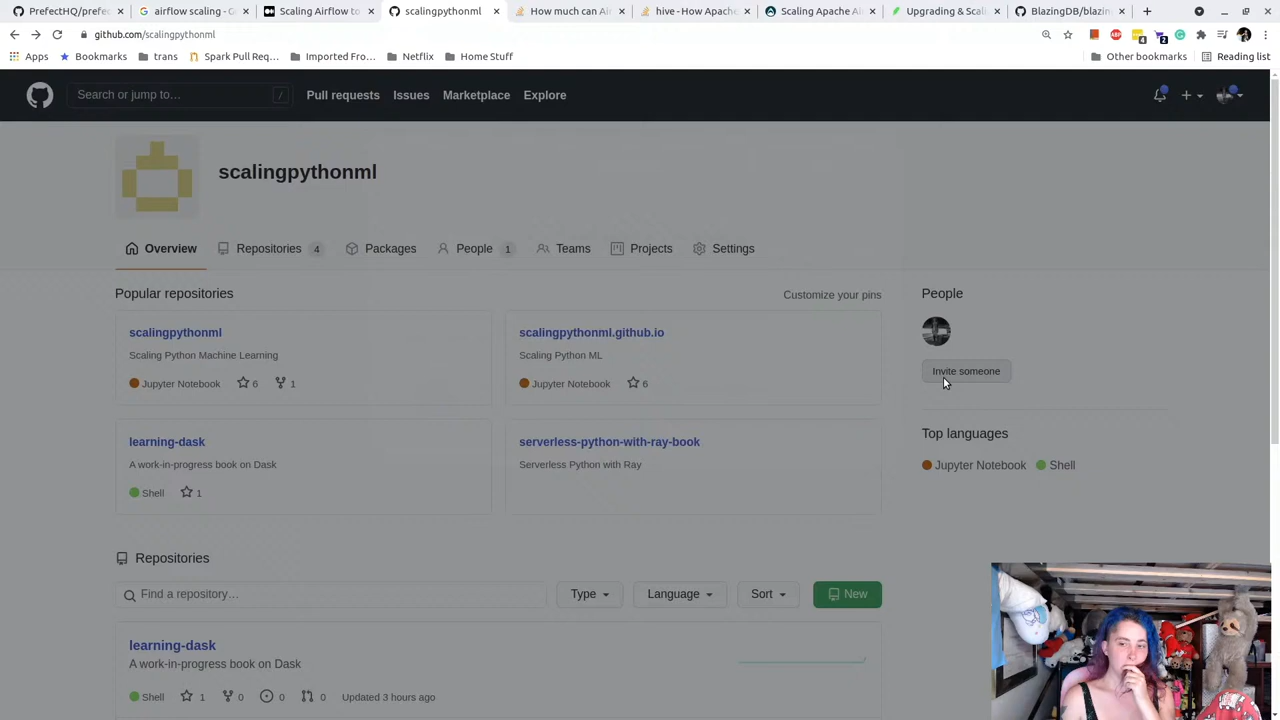 PrefectHQ/prefec
airflow scaling - G
Scaling Airflow to
scalingpythonml
How much can Ai
hive - How Apache
Scaling Apache Ai
Upgrading & Scal
BlazingDB/blazin
github.com/scalingpythonml
4
2
Apps
Bookmarks
trans
Spark Pull Req...
Imported Fro...
Netflix
Home Stuff
Other bookmarks
Reading list
Search or jump to...
/
Pull requests
Issues
Marketplace
Explore
scalingpythonml
Overview
Repositories 4
Packages
People 1
Teams
Projects
Settings
Popular repositories
Customize your pins
People
scalingpythonml
Scaling Python Machine Learning
Jupyter Notebook 6 1
scalingpythonml.github.io
Scaling Python ML
Jupyter Notebook 6
Invite someone
learning-dask
A work-in-progress book on Dask
Shell 1
serverless-python-with-ray-book
Serverless Python with Ray
Top languages
Jupyter Notebook Shell
Repositories
Find a repository...
Type
Language
Sort
New
learning-dask
A work-in-progress book on Dask
Shell 1 0 0 0 Updated 3 hours ago